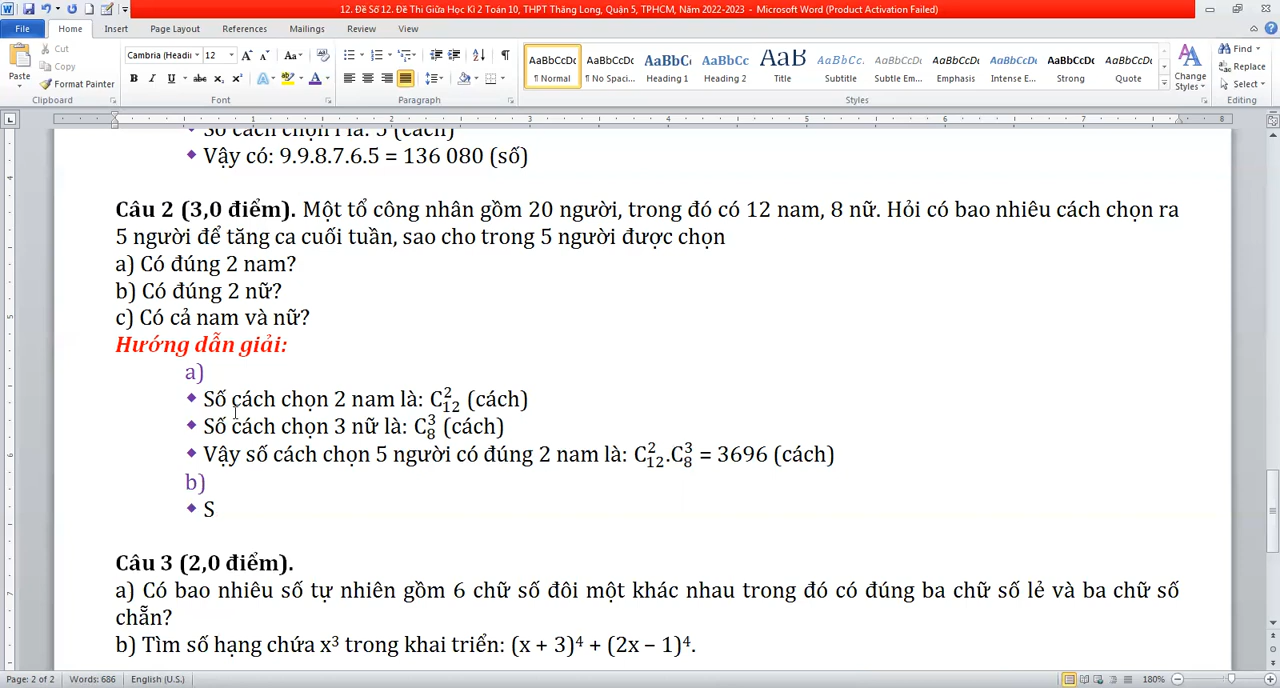 12. Đề Số 12. Đề Thi Giữa Học Kì 2 Toán 10, THPT Thăng Long, Quận 5, TPHCM, Năm 2022-2023 - Microsoft Word (Product Activation Failed)
File Home Insert Page Layout References Mailings Review View
Paste Cut Copy Format Painter
Cambria (Headi 12
AaBbCcDc AaBbCcDc AaBbCc AaBbCc AaB AaBbCc. AaBbCcDc AaBbCcDc AaBbCcDc AaBbCcDc AaBbCcDc
¶ Normal ¶ No Spaci... Heading 1 Heading 2 Title Subtitle Subtle Em... Emphasis Intense E... Strong Quote
Change Styles
Find Replace Select
Clipboard Font Paragraph Styles Editing
Vậy có: 9.9.8.7.6.5 = 136 080 (số)
Câu 2 (3,0 điểm). Một tổ công nhân gồm 20 người, trong đó có 12 nam, 8 nữ. Hỏi có bao nhiêu cách chọn ra
5 người để tăng ca cuối tuần, sao cho trong 5 người được chọn
a) Có đúng 2 nam?
b) Có đúng 2 nữ?
c) Có cả nam và nữ?
Hướng dẫn giải:
a)
Số cách chọn 2 nam là: C²₁₂ (cách)
Số cách chọn 3 nữ là: C³₈ (cách)
Vậy số cách chọn 5 người có đúng 2 nam là: C²₁₂.C³₈ = 3696 (cách)
b)
S
Câu 3 (2,0 điểm).
a) Có bao nhiêu số tự nhiên gồm 6 chữ số đôi một khác nhau trong đó có đúng ba chữ số lẻ và ba chữ số
chẵn?
b) Tìm số hạng chứa x³ trong khai triển: (x + 3)⁴ + (2x – 1)⁴.
Page: 2 of 2 Words: 686 English (U.S.) 180%